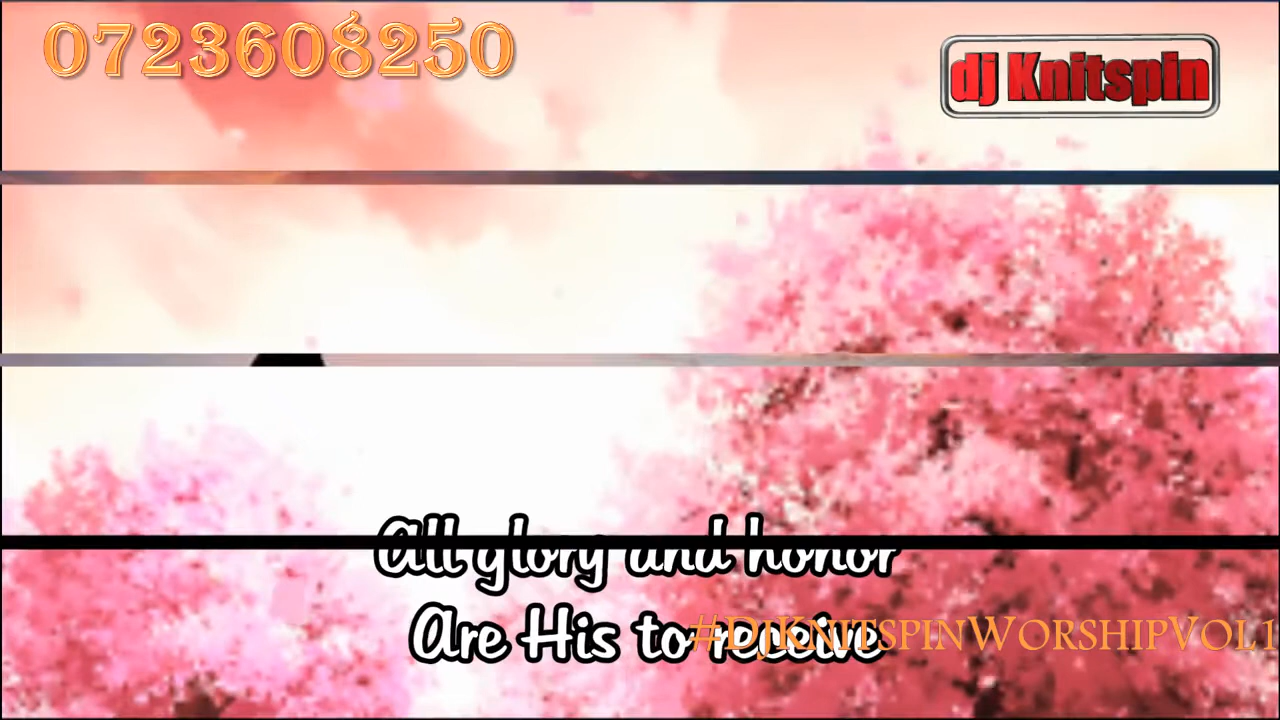 0723608250
dj Knitspin
All glory and honor
Are His to receive
#DjKnitspinWorshipVol1